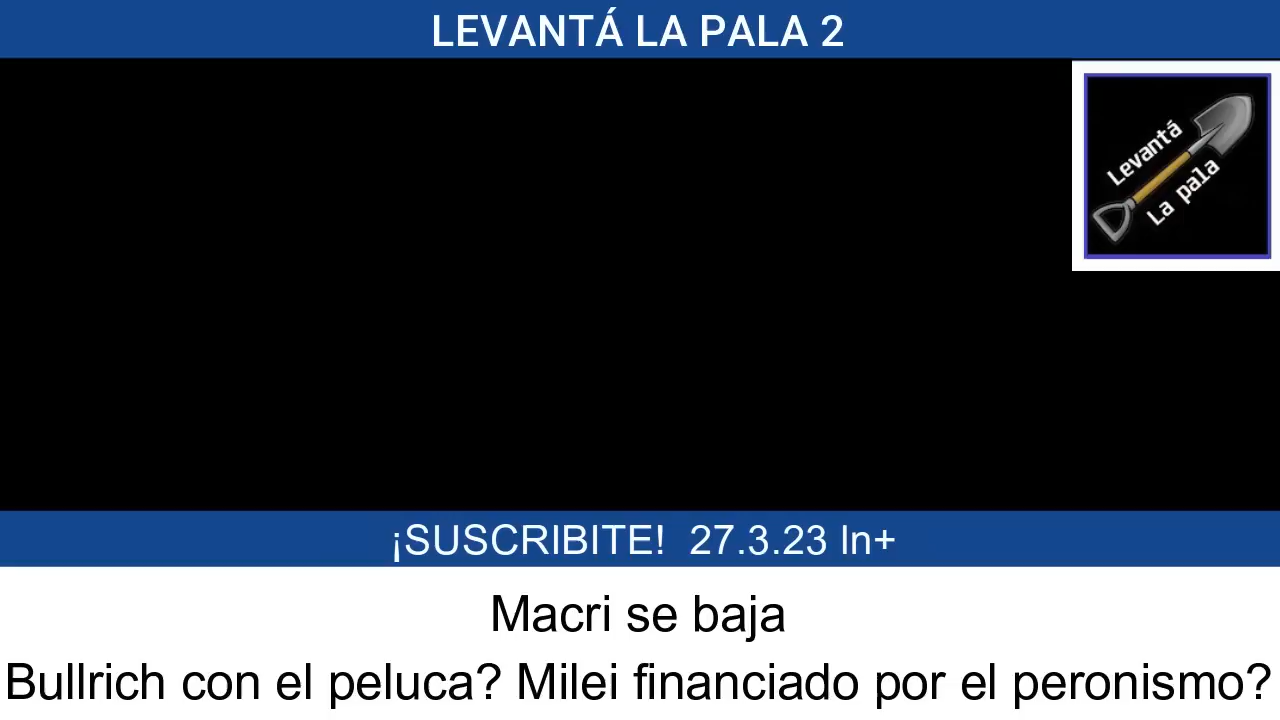 LEVANTÁ LA PALA 2
Levantá
La pala
¡SUSCRIBITE!  27.3.23 ln+
Macri se baja
Bullrich con el peluca? Milei financiado por el peronismo?